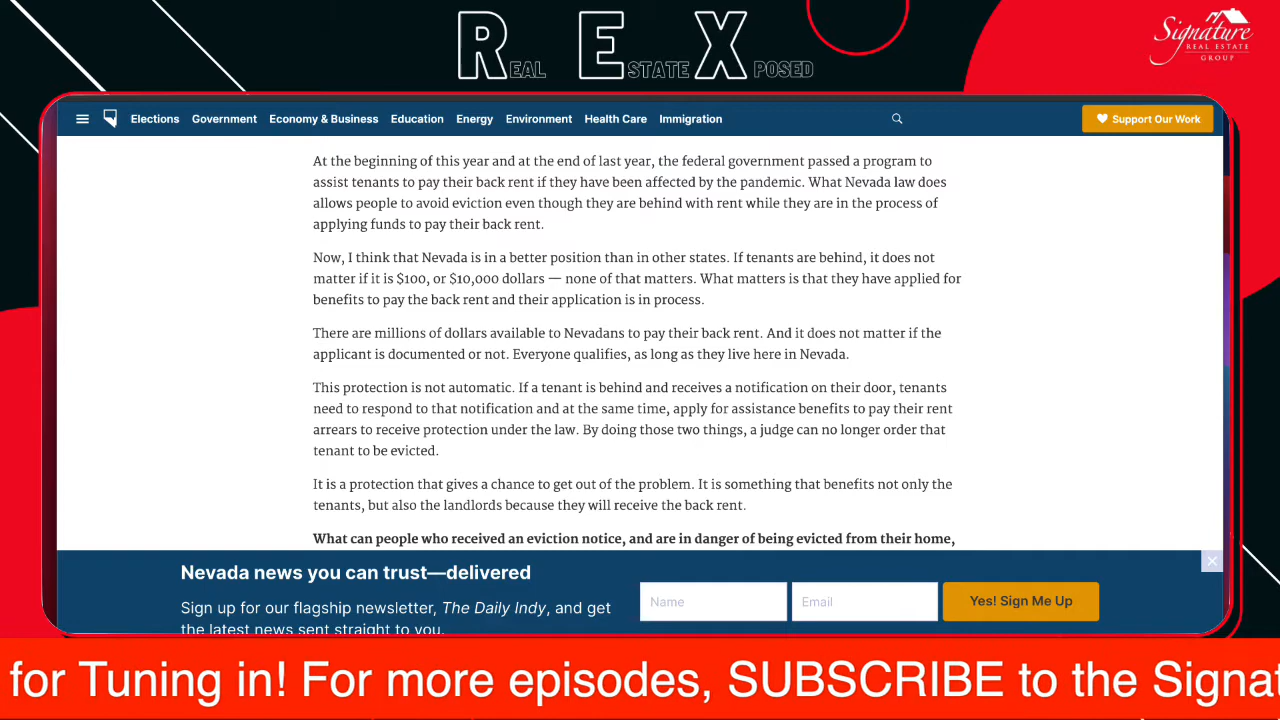 REAL ESTATE XPOSED
Signature
REAL ESTATE
GROUP
Elections Government Economy & Business Education Energy Environment Health Care Immigration Support Our Work
At the beginning of this year and at the end of last year, the federal government passed a program to
assist tenants to pay their back rent if they have been affected by the pandemic. What Nevada law does
allows people to avoid eviction even though they are behind with rent while they are in the process of
applying funds to pay their back rent.
Now, I think that Nevada is in a better position than in other states. If tenants are behind, it does not
matter if it is $100, or $10,000 dollars — none of that matters. What matters is that they have applied for
benefits to pay the back rent and their application is in process.
There are millions of dollars available to Nevadans to pay their back rent. And it does not matter if the
applicant is documented or not. Everyone qualifies, as long as they live here in Nevada.
This protection is not automatic. If a tenant is behind and receives a notification on their door, tenants
need to respond to that notification and at the same time, apply for assistance benefits to pay their rent
arrears to receive protection under the law. By doing those two things, a judge can no longer order that
tenant to be evicted.
It is a protection that gives a chance to get out of the problem. It is something that benefits not only the
tenants, but also the landlords because they will receive the back rent.
What can people who received an eviction notice, and are in danger of being evicted from their home,
Nevada news you can trust—delivered
Sign up for our flagship newsletter, The Daily Indy, and get
the latest news sent straight to you.
Name Email Yes! Sign Me Up
for Tuning in! For more episodes, SUBSCRIBE to the Signat